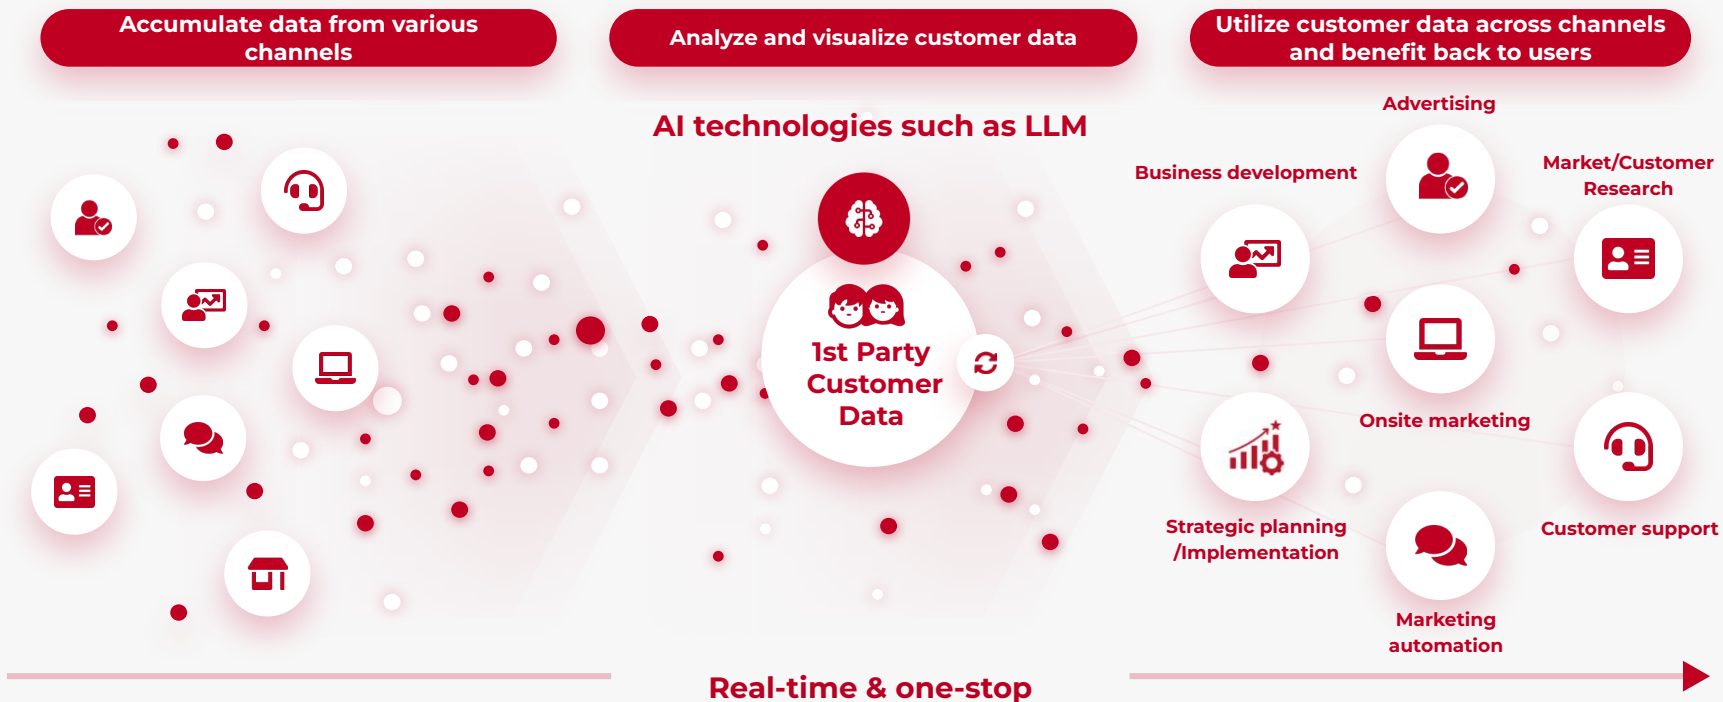 Accumulate data from various
channels
Analyze and visualize customer data
Utilize customer data across channels
and benefit back to users
AI technologies such as LLM
1st Party
Customer
Data
Advertising
Business development
Market/Customer
Research
Onsite marketing
Strategic planning
/Implementation
Customer support
Marketing
automation
Real-time & one-stop